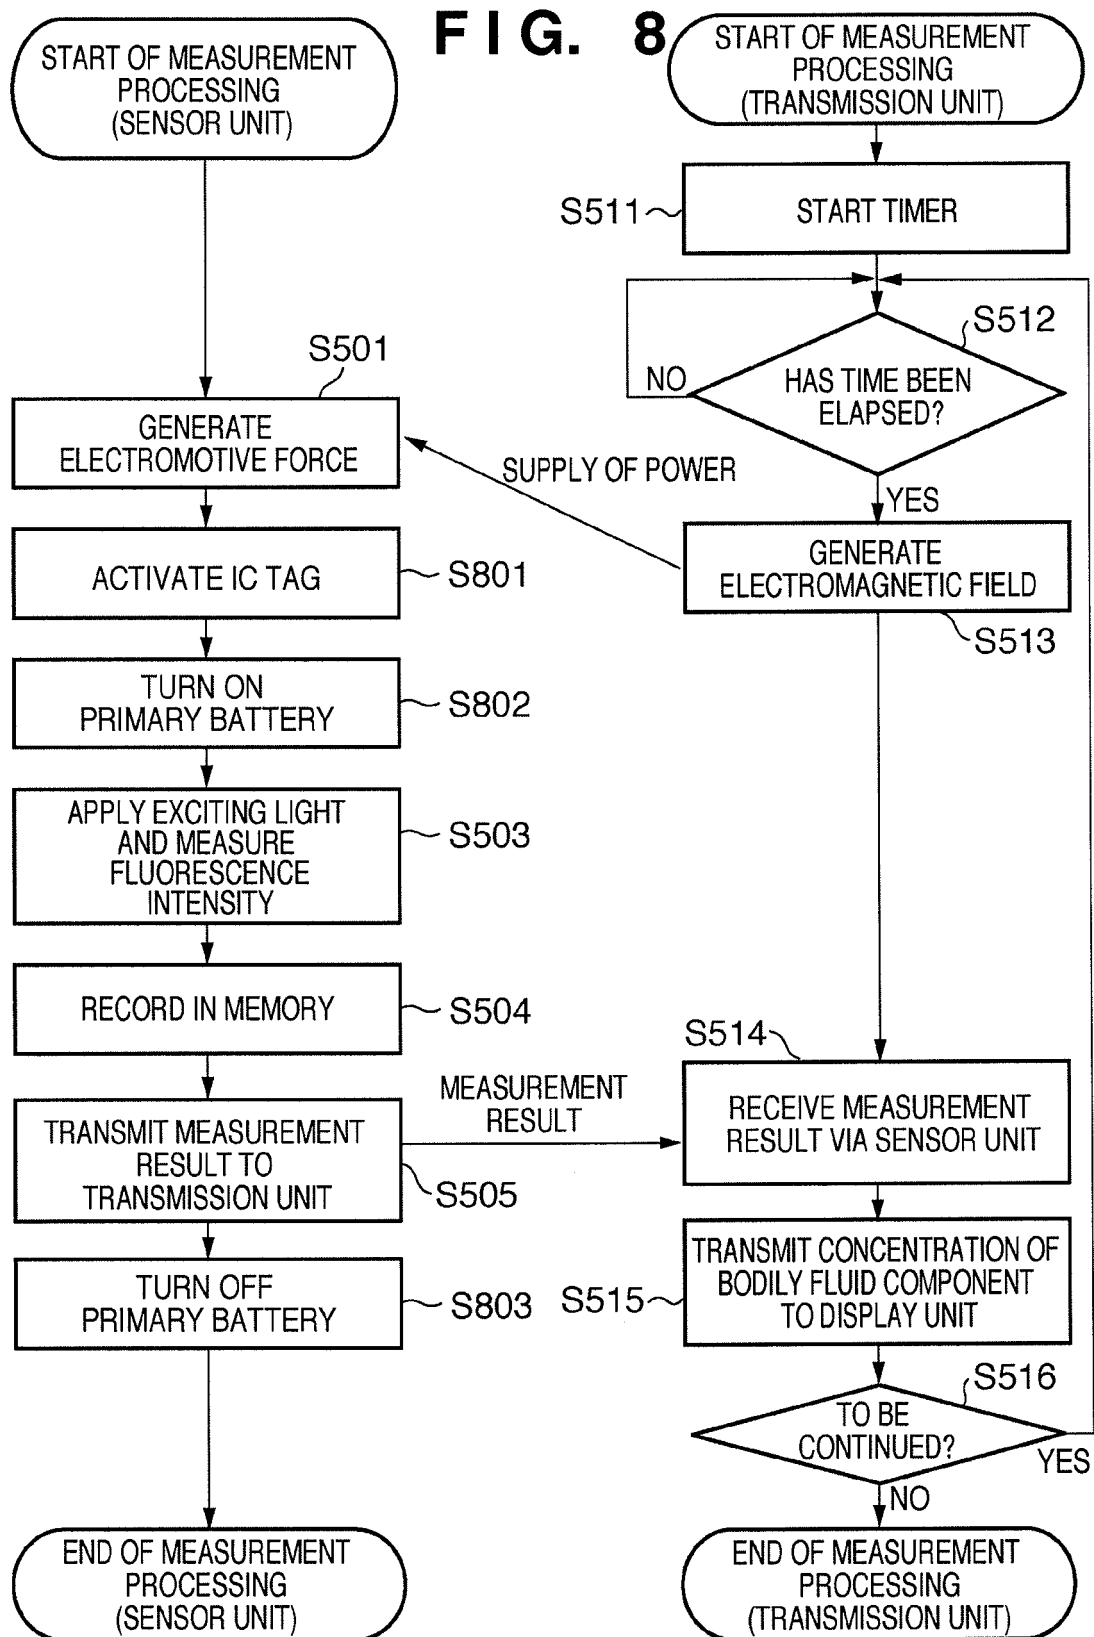 FIG. 8
START OF MEASUREMENT
PROCESSING
(SENSOR UNIT)
S501
GENERATE
ELECTROMOTIVE FORCE
ACTIVATE IC TAG
S801
TURN ON
PRIMARY BATTERY
S802
APPLY EXCITING LIGHT
AND MEASURE
FLUORESCENCE
INTENSITY
S503
RECORD IN MEMORY
S504
TRANSMIT MEASUREMENT
RESULT TO
TRANSMISSION UNIT
S505
TURN OFF
PRIMARY BATTERY
S803
END OF MEASUREMENT
PROCESSING
(SENSOR UNIT)
SUPPLY OF POWER
MEASUREMENT
RESULT
START OF MEASUREMENT
PROCESSING
(TRANSMISSION UNIT)
S511
START TIMER
S512
HAS TIME BEEN
ELAPSED?
NO
YES
GENERATE
ELECTROMAGNETIC FIELD
S513
S514
RECEIVE MEASUREMENT
RESULT VIA SENSOR UNIT
TRANSMIT CONCENTRATION OF
BODILY FLUID COMPONENT
TO DISPLAY UNIT
S515
S516
TO BE
CONTINUED?
YES
NO
END OF MEASUREMENT
PROCESSING
(TRANSMISSION UNIT)